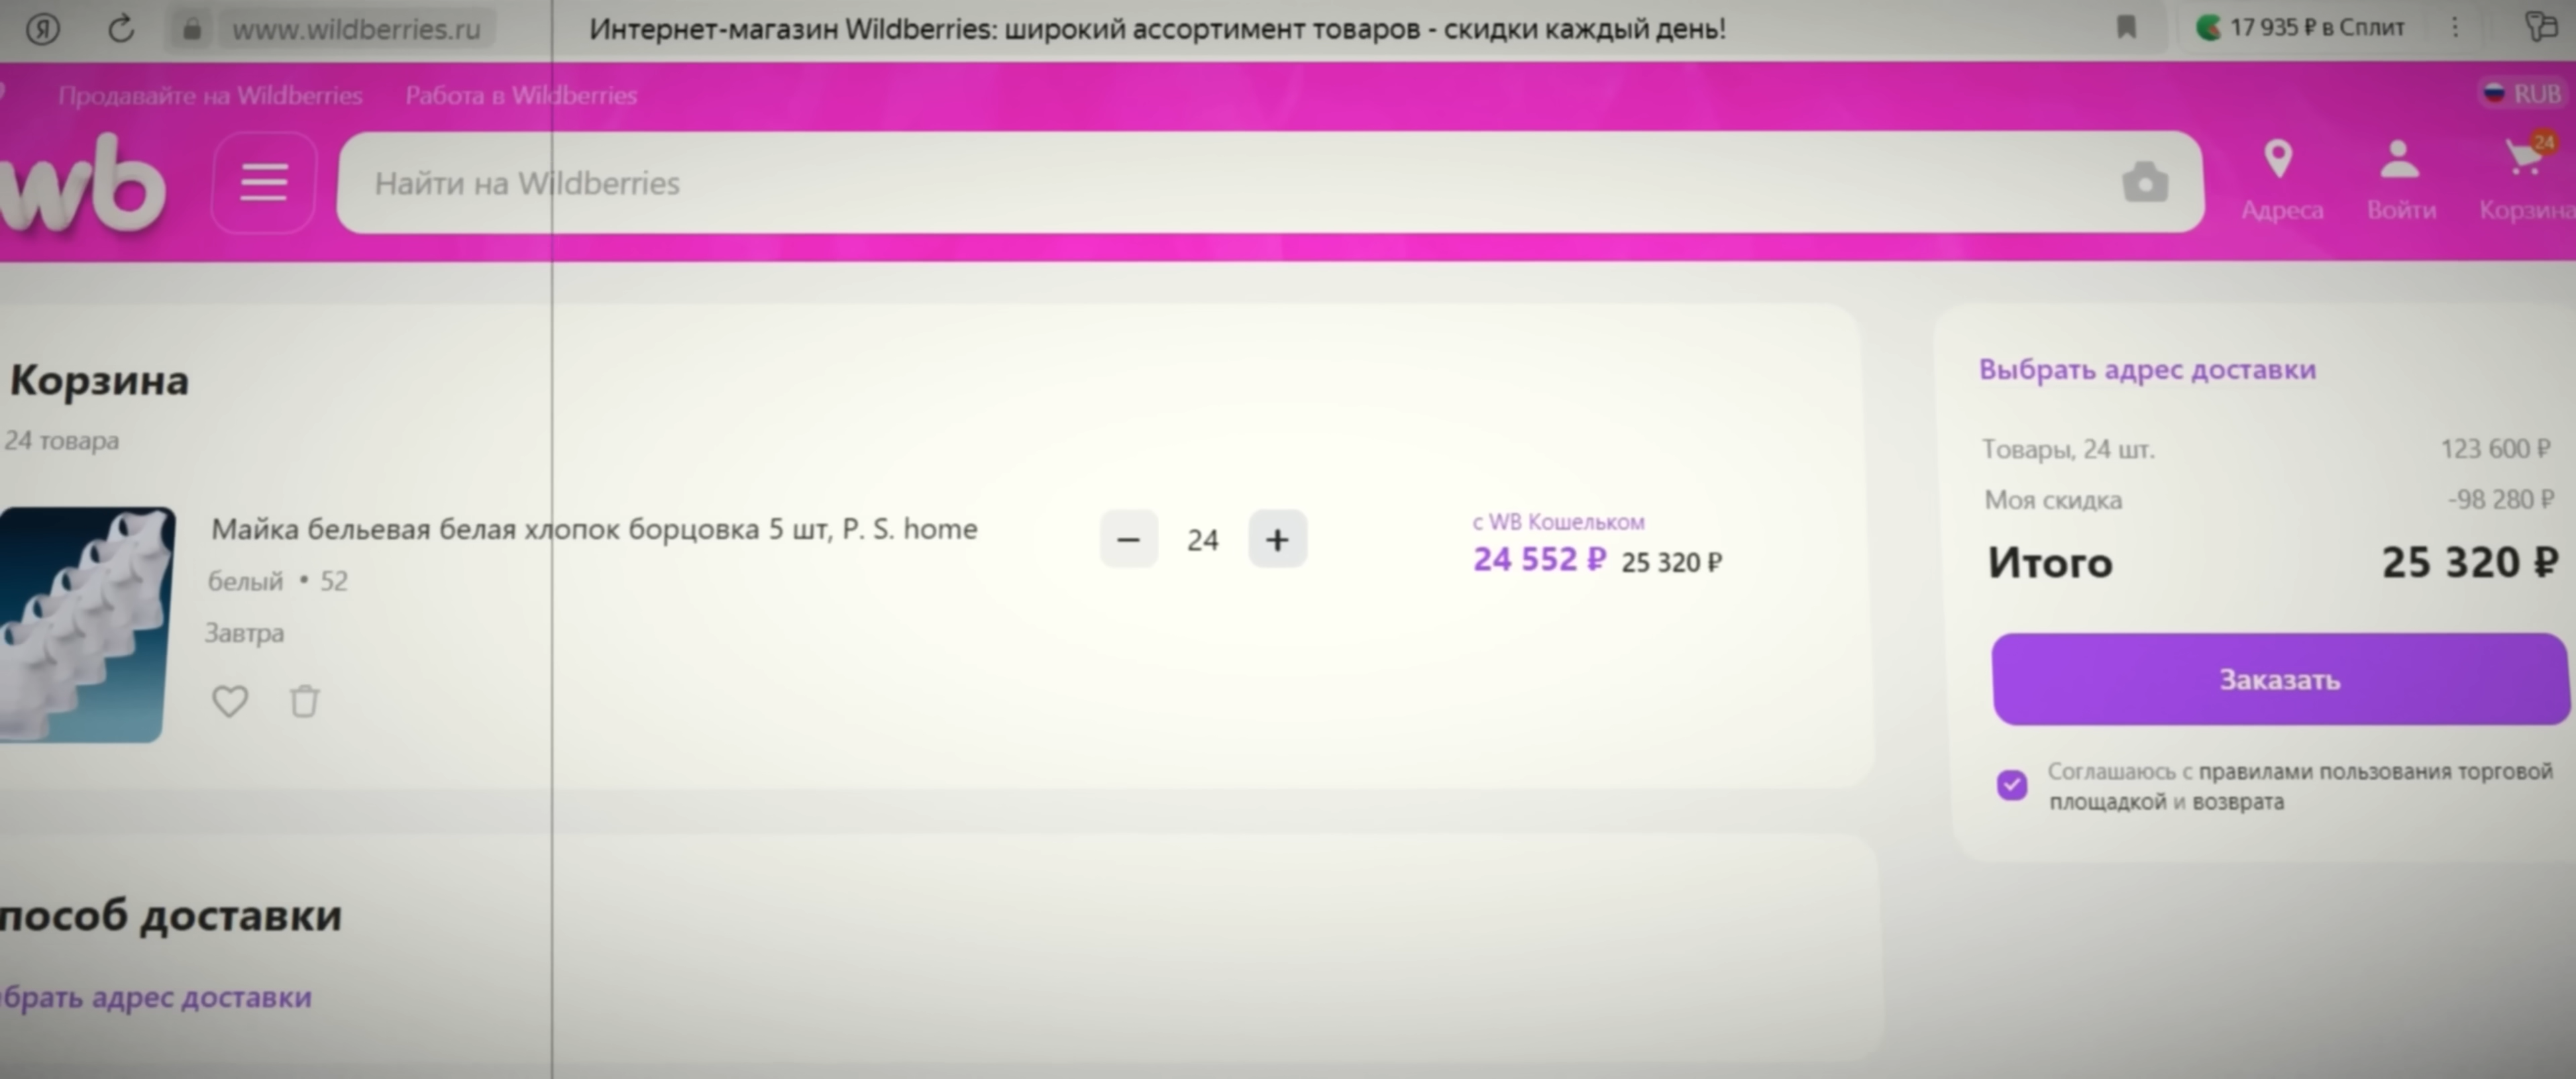 www.wildberries.ru
Интернет-магазин Wildberries: широкий ассортимент товаров - скидки каждый день!
17 935 ₽ в Сплит
Продавайте на Wildberries
Работа в Wildberries
RUB
wb
Найти на Wildberries
24
Адреса
Войти
Корзина
Корзина
24 товара
Майка бельевая белая хлопок борцовка 5 шт, P. S. home
белый • 52
Завтра
24
с WB Кошельком
24 552 ₽ 25 320 ₽
Выбрать адрес доставки
Товары, 24 шт. 123 600 ₽
Моя скидка -98 280 ₽
Итого 25 320 ₽
Заказать
Соглашаюсь с правилами пользования торговой
площадкой и возврата
пособ доставки
брать адрес доставки